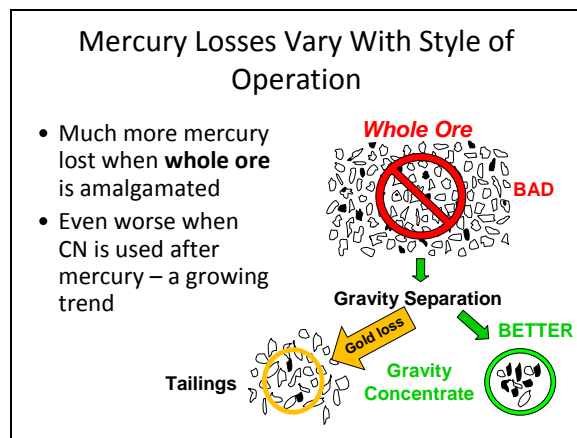 Mercury Losses Vary With Style of
Operation
• Much more mercury
lost when whole ore
is amalgamated
• Even worse when
CN is used after
mercury – a growing
trend
Whole Ore
BAD
Gravity Separation
Gold loss
BETTER
Tailings
Gravity
Concentrate